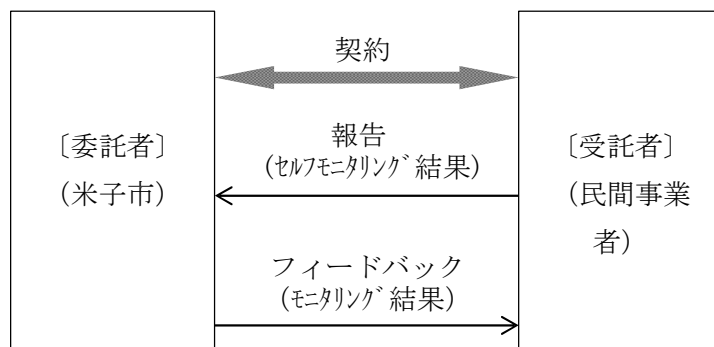 契約
〔委託者〕
(米子市)
報告
(ｾﾙﾌﾓﾆﾀﾘﾝｸﾞ結果)
〔受託者〕
(民間事業
者)
フィードバック
(ﾓﾆﾀﾘﾝｸﾞ結果)